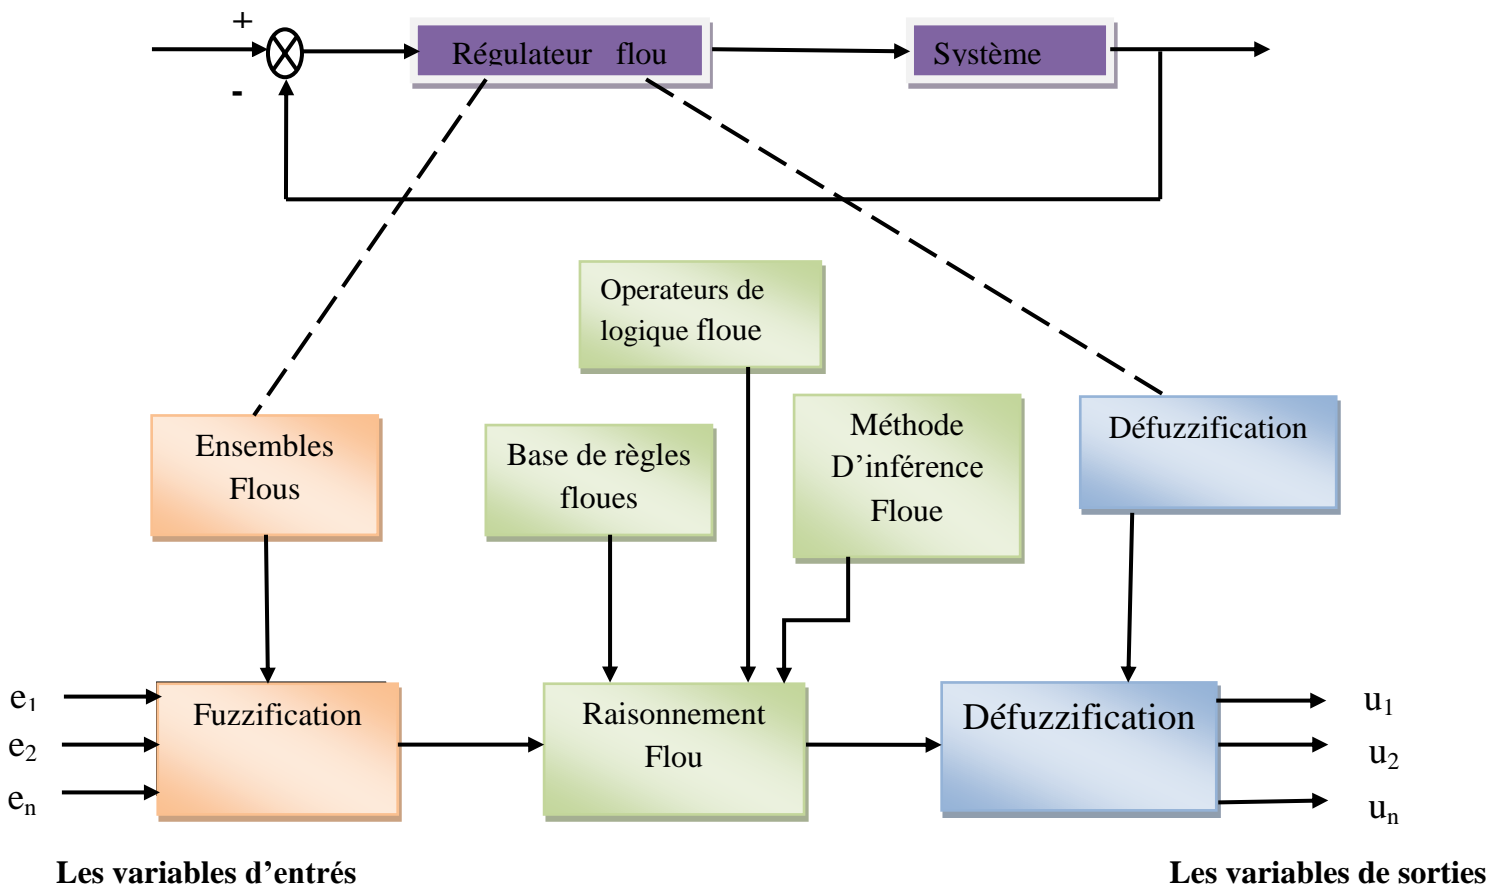 +
Régulateur flou
Système
-
Operateurs de
logique floue
Ensembles
Flous
Base de règles
floues
Méthode
D’inférence
Floue
Défuzzification
e1
e2
en
Fuzzification
Raisonnement
Flou
Défuzzification
u1
u2
un
Les variables d’entrés
Les variables de sorties